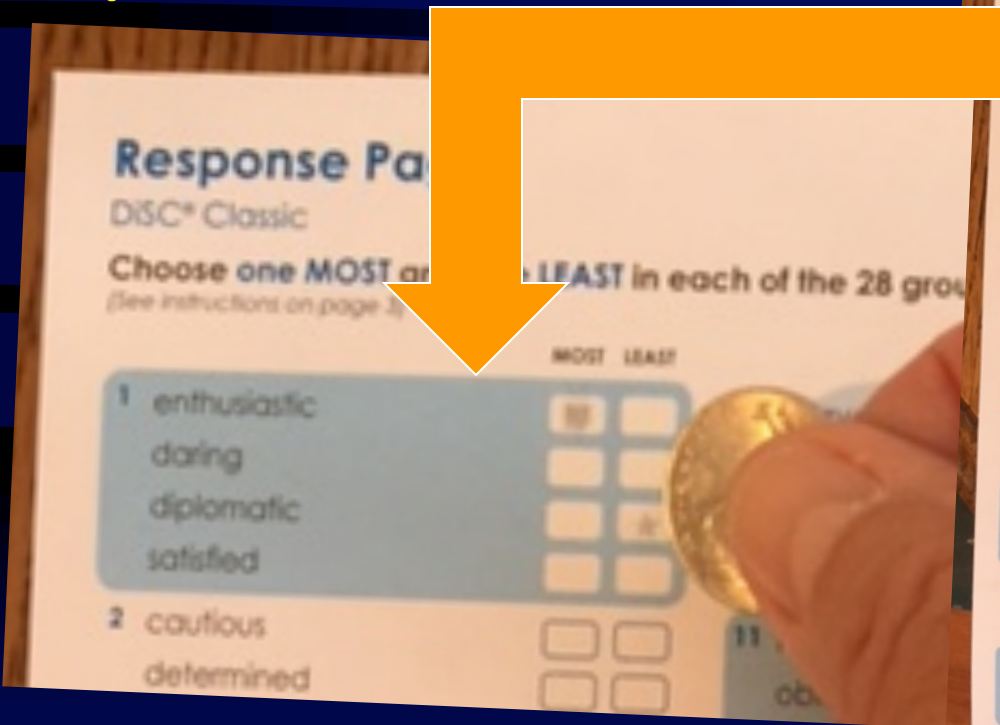 Response Pa
DiSC® Classic
Choose one MOST an LEAST in each of the 28 grou
(See instructions on page 3)
MOST LEAST
1 enthusiastic
daring
diplomatic
satisfied
2 cautious
determined
11